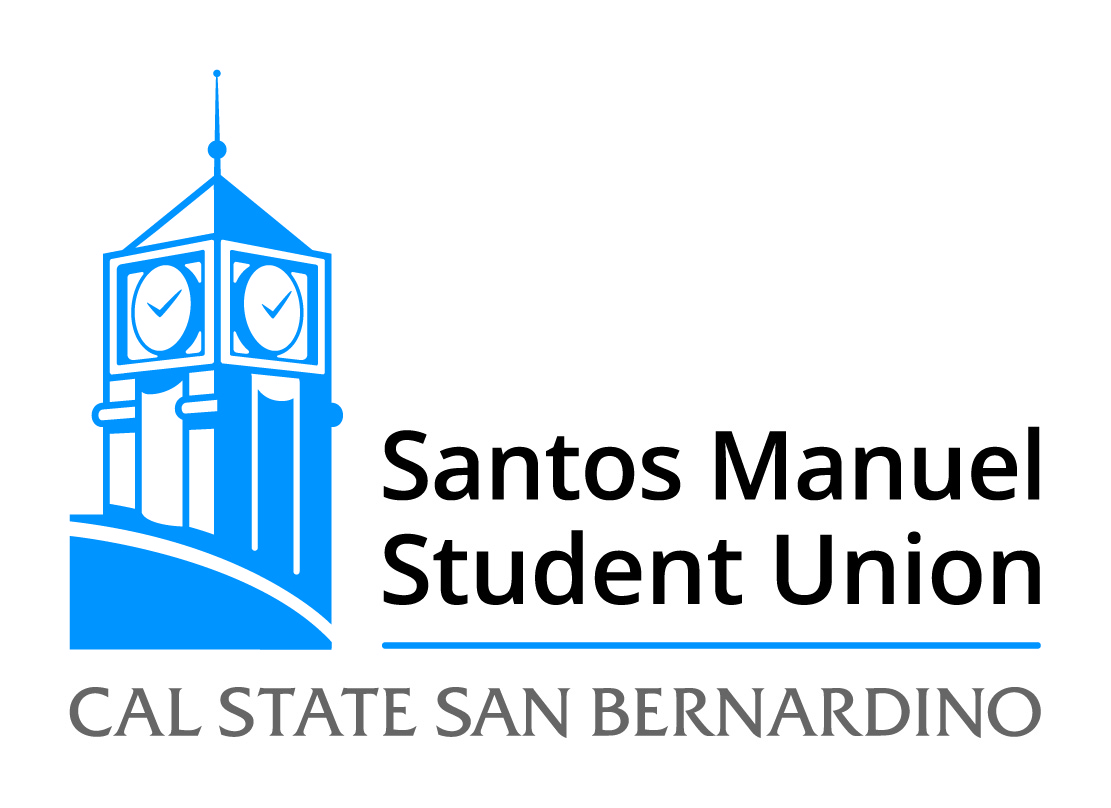 Santos Manuel
Student Union
CAL STATE SAN BERNARDINO